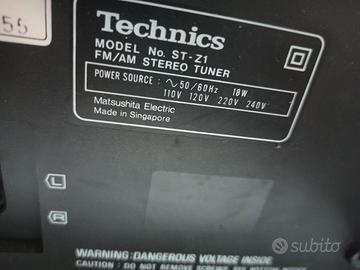 55
Technics
MODEL No. ST-Z1
FM/AM STEREO TUNER
POWER SOURCE : ∿50/60Hz 18W
110V 120V 220V 240V
Matsushita Electric
Made in Singapore
L
R
WARNING:DANGEROUS VOLTAGE INSIDE
CAUTION : DO NOT REMOVE SCREWS.
subito